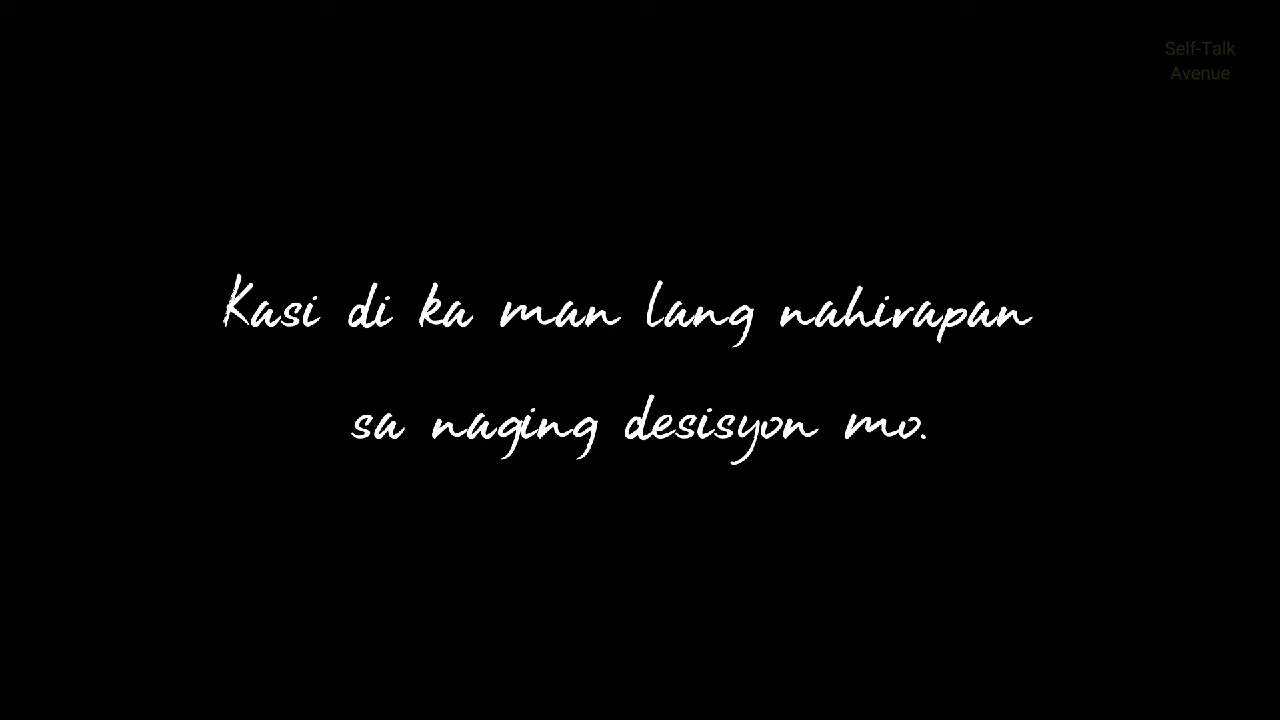 Self-Talk
Avenue
Kasi di ka man lang nahirapan
sa naging desisyon mo.